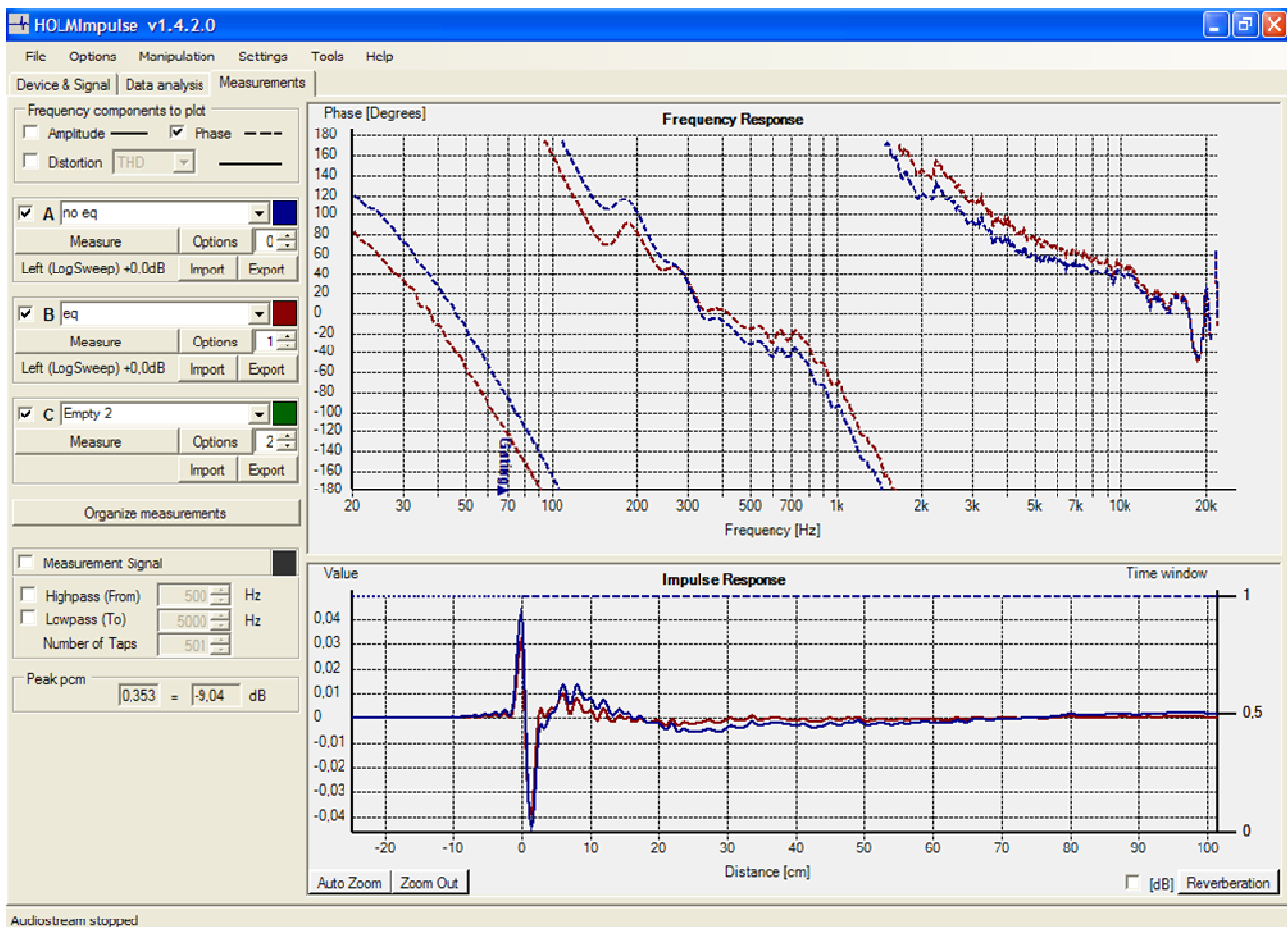 HOLMImpulse v1.4.2.0
File Options Manipulation Settings Tools Help
Device & Signal Data analysis Measurements
Frequency components to plot
Amplitude Phase
Distortion THD
A no eq
Measure Options 0
Left (LogSweep) +0.0dB Import Export
B eq
Measure Options 1
Left (LogSweep) +0,0dB Import Export
C Empty 2
Measure Options 2
Import Export
Organize measurements
Measurement Signal
Highpass (From) 500 Hz
Lowpass (To) 5000 Hz
Number of Taps 501
Peak pcm
0,353 = -9,04 dB
Phase [Degrees]
Frequency Response
180
160
140
120
100
80
60
40
20
0
-20
-40
-60
-80
-100
-120
-140
-160
-180
Gating
20 30 50 70 100 200 300 500 700 1k 2k 3k 5k 7k 10k 20k
Frequency [Hz]
Value Impulse Response Time window
0,04
0,03
0,02
0,01
0
-0,01
-0,02
-0,03
-0,04
1
0,5
0
-20 -10 0 10 20 30 40 50 60 70 80 90 100
Distance [cm]
Auto Zoom Zoom Out [dB] Reverberation
Audiostream stopped